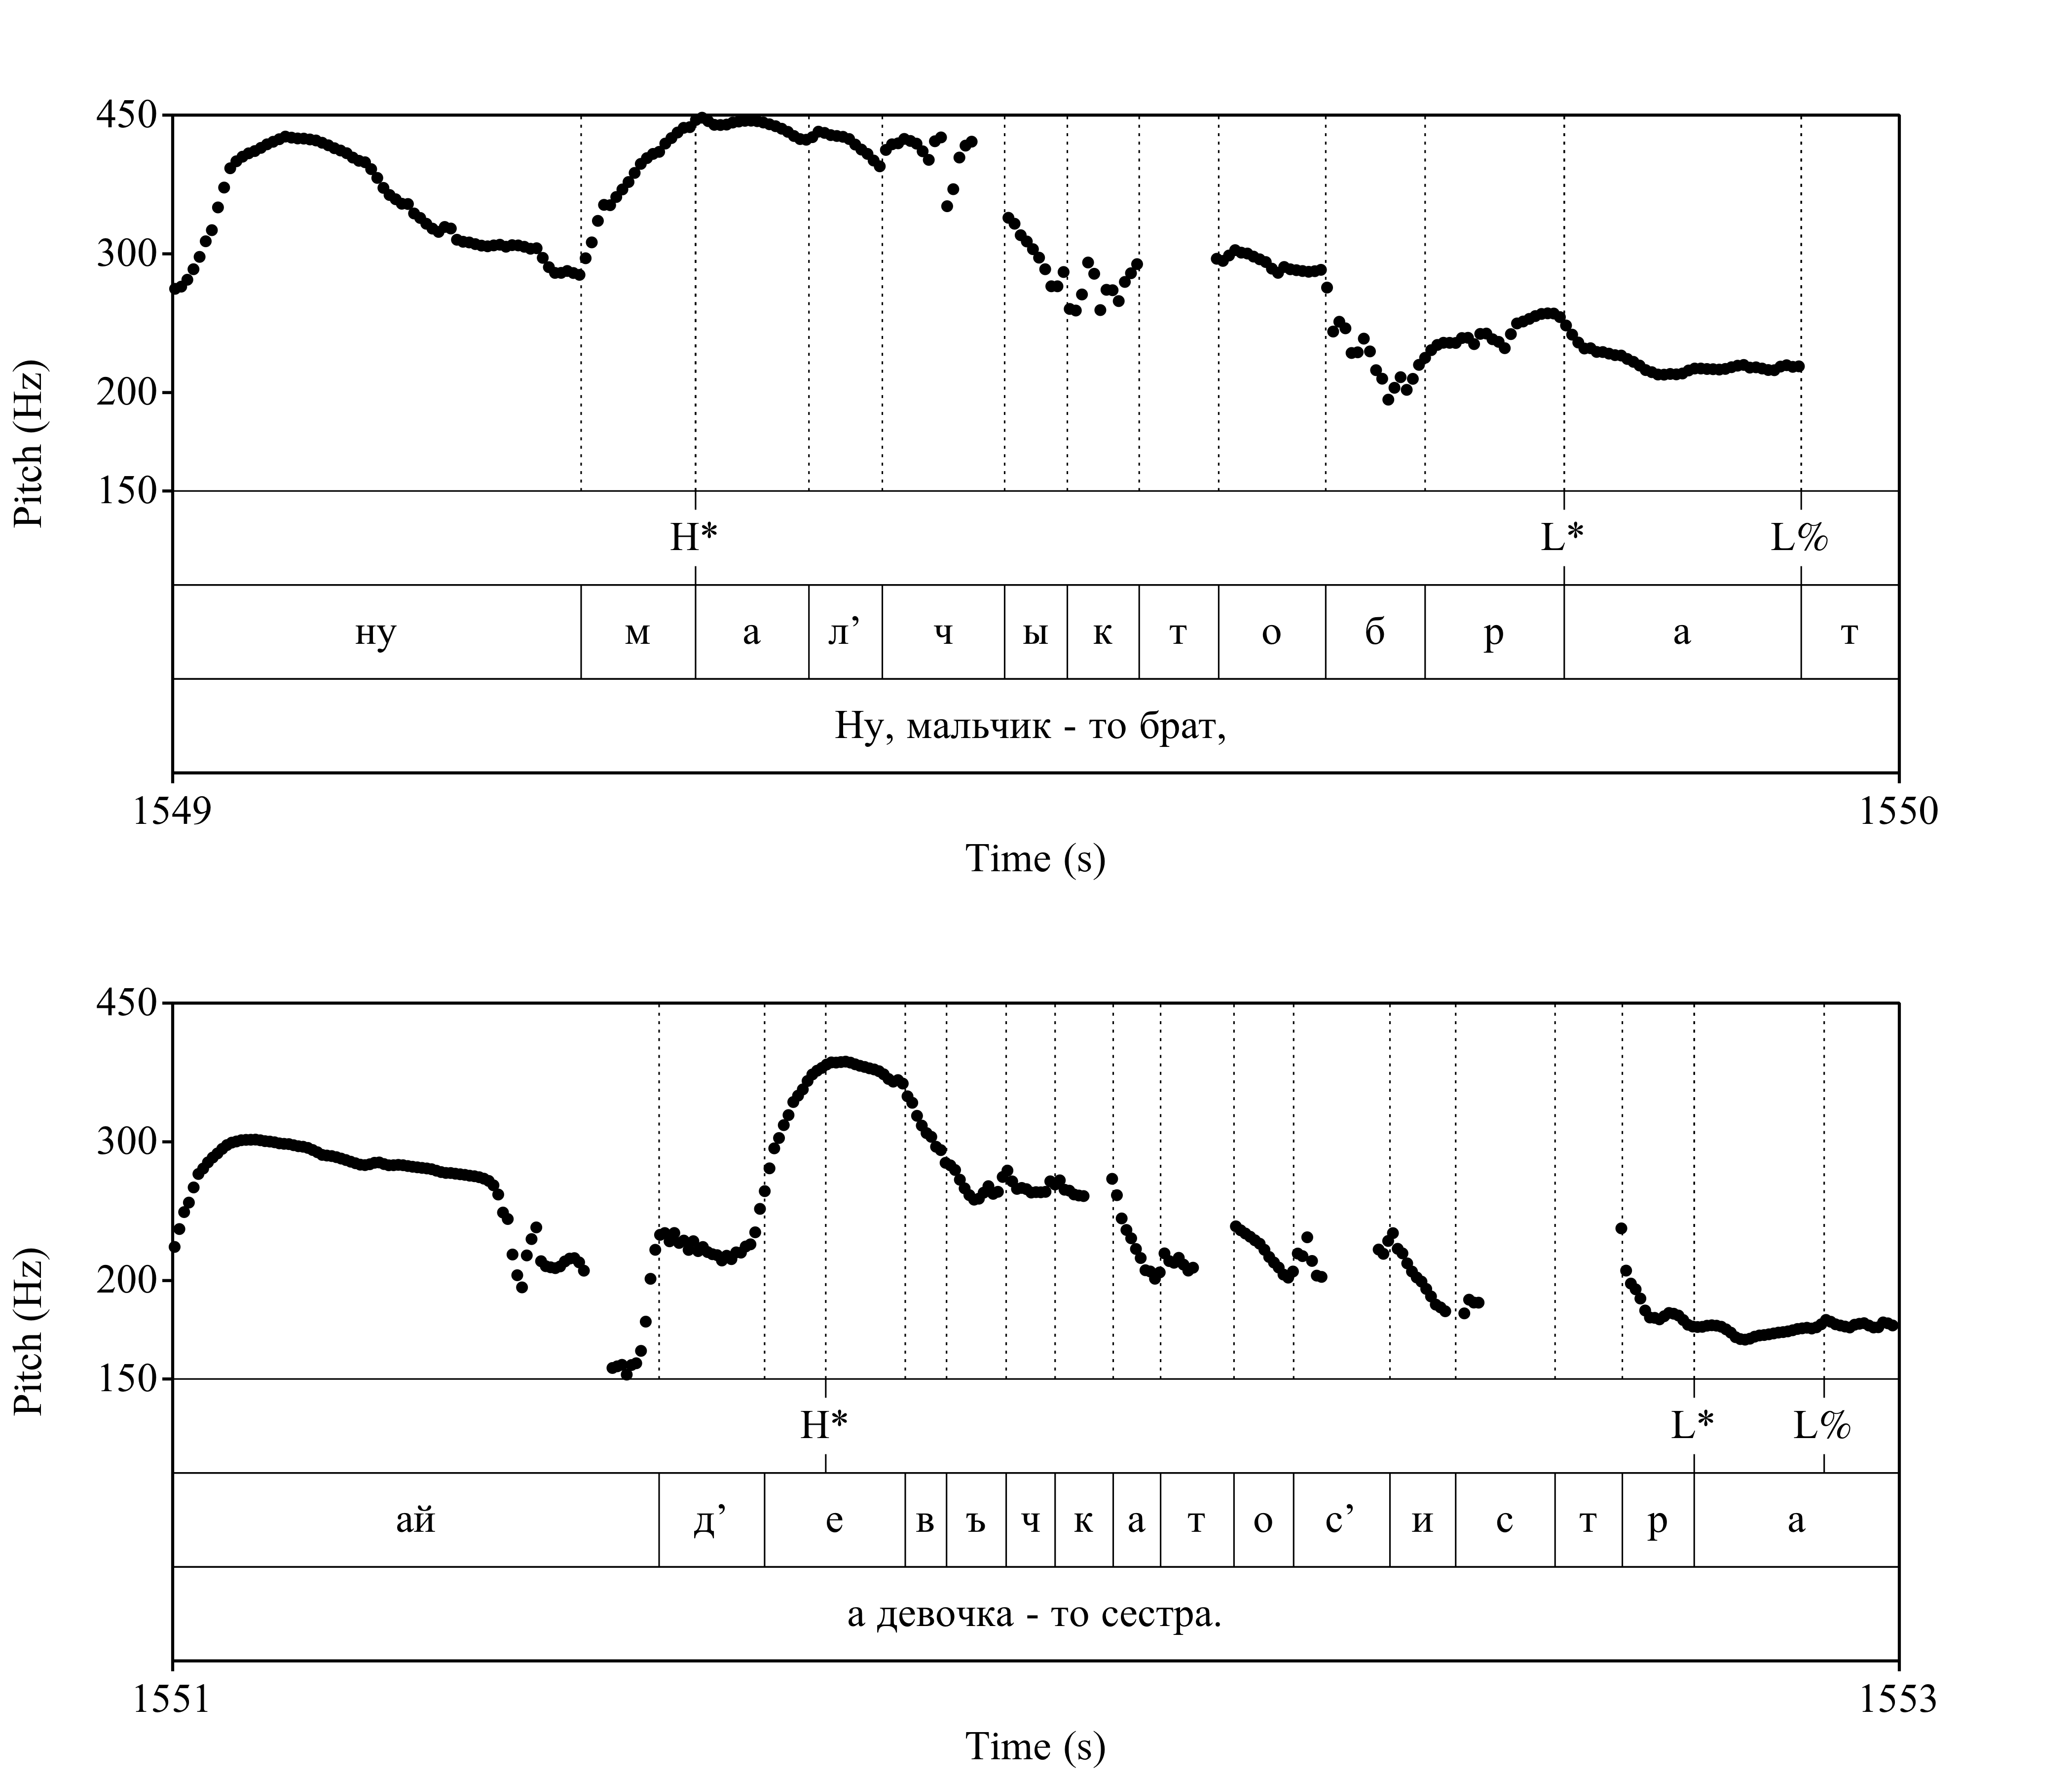 450
300
200
150
Pitch (Hz)
H* L* L%
ну м а л’ ч ы к т о б р а т
Ну, мальчик - то брат,
1549 1550
Time (s)
450
300
200
150
Pitch (Hz)
H* L* L%
ай д’ е в ъ ч к а т о с’ и с т р а
а девочка - то сестра.
1551 1553
Time (s)